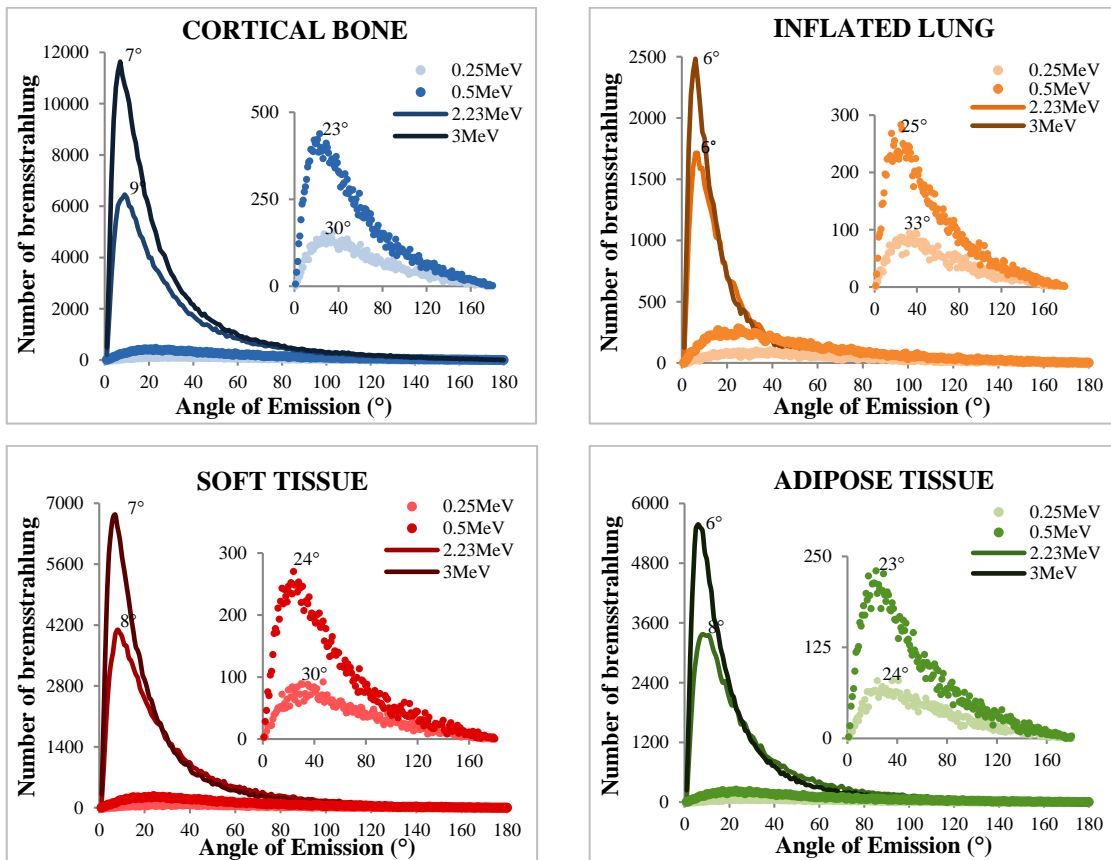 CORTICAL BONE
Number of bremsstrahlung
12000
10000
8000
6000
4000
2000
0
7°
9°
0.25MeV
0.5MeV
2.23MeV
3MeV
500
250
0
23°
30°
0 40 80 120 160
0 20 40 60 80 100 120 140 160 180
Angle of Emission (°)
INFLATED LUNG
Number of bremsstrahlung
2500
2000
1500
1000
500
0
6°
6°
0.25MeV
0.5MeV
2.23MeV
3MeV
300
200
100
0
25°
33°
0 40 80 120 160
0 20 40 60 80 100 120 140 160 180
Angle of Emission (°)
SOFT TISSUE
Number of bremsstrahlung
7000
5600
4200
2800
1400
0
7°
8°
0.25MeV
0.5MeV
2.23MeV
3MeV
300
200
100
0
24°
30°
0 40 80 120 160
0 20 40 60 80 100 120 140 160 180
Angle of Emission (°)
ADIPOSE TISSUE
Number of bremsstrahlung
6000
4800
3600
2400
1200
0
6°
8°
0.25MeV
0.5MeV
2.23MeV
3MeV
250
125
0
23°
24°
0 40 80 120 160
0 20 40 60 80 100 120 140 160 180
Angle of Emission (°)